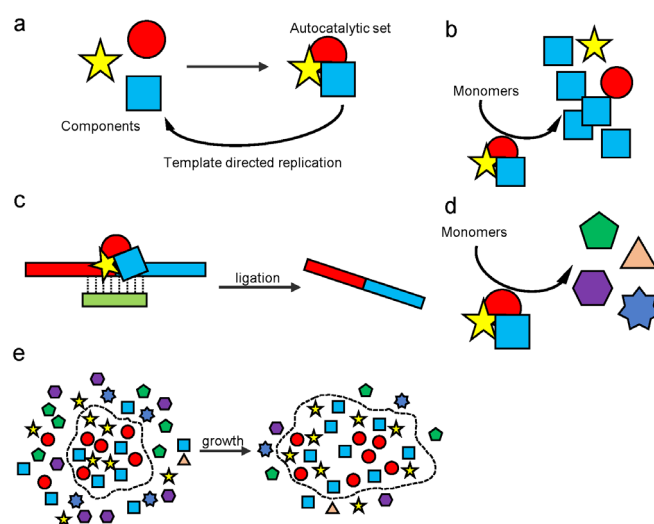 a
Autocatalytic set
Components
Template directed replication
b
Monomers
c
ligation
d
Monomers
e
growth